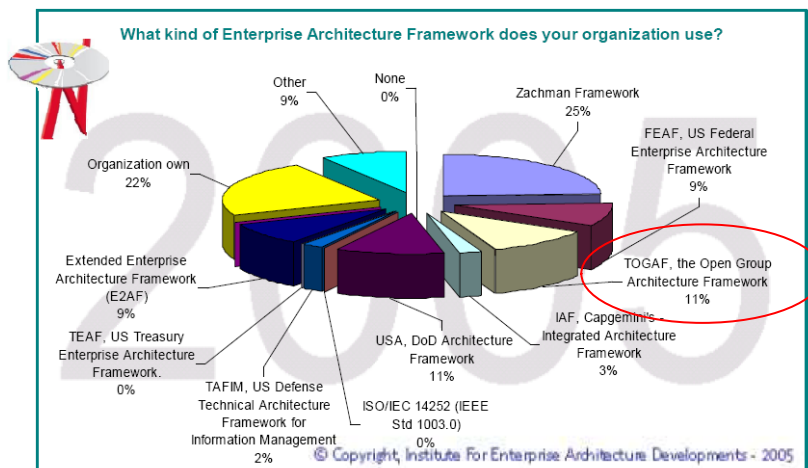 What kind of Enterprise Architecture Framework does your organization use?
None
0%
Other
9%
Zachman Framework
25%
FEAF, US Federal
Enterprise Architecture
Framework
9%
Organization own
22%
TOGAF, the Open Group
Architecture Framework
11%
Extended Enterprise
Architecture Framework
(E2AF)
9%
IAF, Capgemini's -
Integrated Architecture
Framework
3%
USA, DoD Architecture
Framework
11%
TEAF, US Treasury
Enterprise Architecture
Framework.
0%
TAFIM, US Defense
Technical Architecture
Framework for
Information Management
2%
ISO/IEC 14252 (IEEE
Std 1003.0)
0%
2005
© Copyright, Institute For Enterprise Architecture Developments - 2005